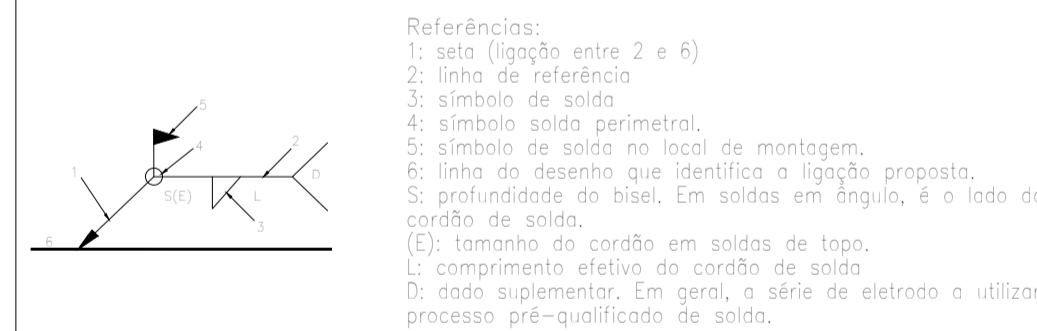 5
4
2
1
S(E)
L
D
3
6
Referências:
1: seta (ligação entre 2 e 6)
2: linha de referência
3: símbolo de solda
4: símbolo solda perimetral.
5: símbolo de solda no local de montagem.
6: linha do desenho que identifica a ligação proposta.
S: profundidade do bisel. Em soldas em ângulo, é o lado do
cordão de solda.
(E): tamanho do cordão em soldas de topo.
L: comprimento efetivo do cordão de solda
D: dado suplementar. Em geral, a série de eletrodo a utilizar
processo pré-qualificado de solda.